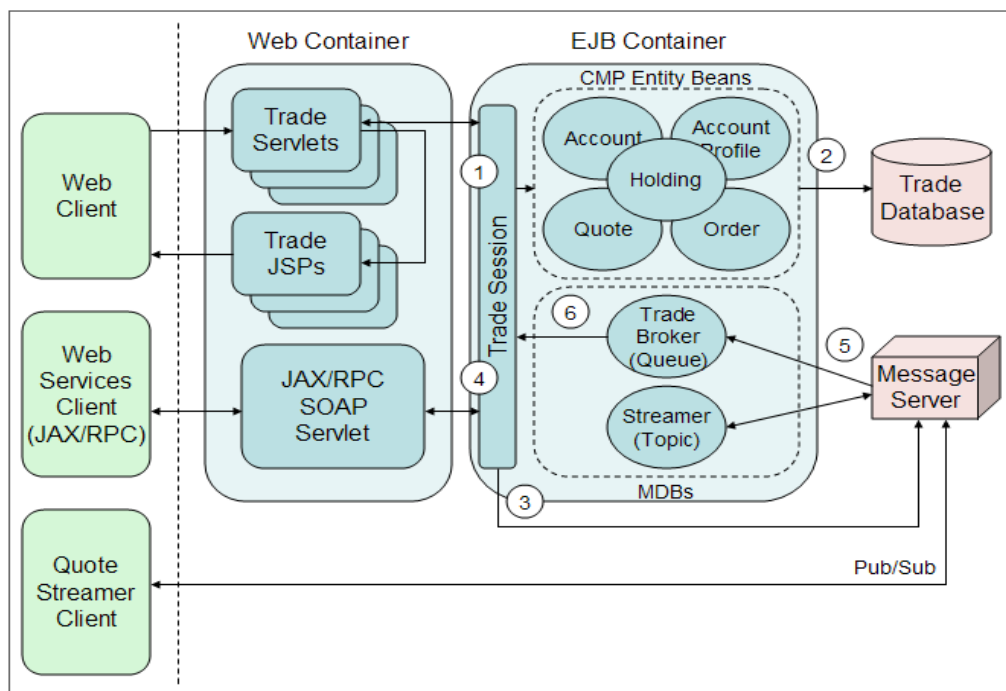 Web Container
EJB Container
CMP Entity Beans
Trade
Servlets
Account
Account
Profile
Holding
Quote
Order
1
2
Trade
Database
Web
Client
Trade
JSPs
Trade Session
6
Trade
Broker
(Queue)
5
Message
Server
Web
Services
Client
(JAX/RPC)
JAX/RPC
SOAP
Servlet
4
Streamer
(Topic)
3
MDBs
Quote
Streamer
Client
Pub/Sub